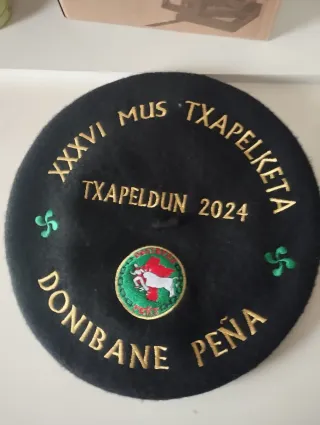 XXXVI MUS TXAPELKETA
TXAPELDUN 2024
DONIBANE PEÑA